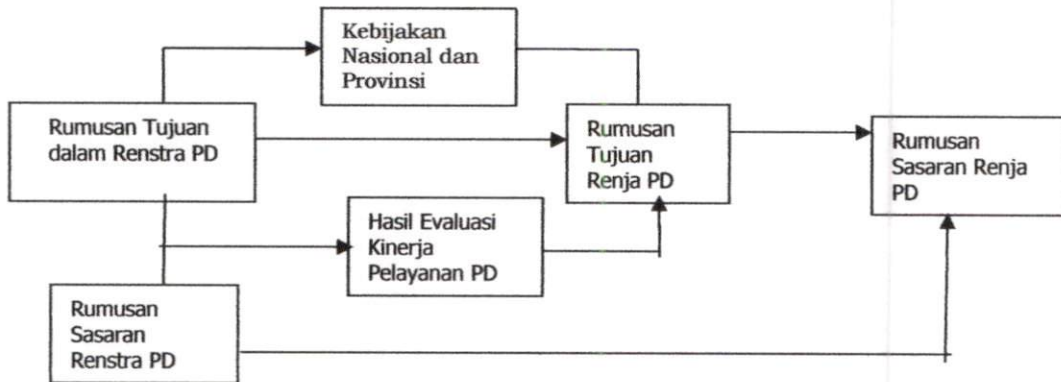 Kebijakan
Nasional dan
Provinsi
Rumusan Tujuan
dalam Renstra PD
Rumusan
Tujuan
Renja PD
Rumusan
Sasaran Renja
PD
Hasil Evaluasi
Kinerja
Pelayanan PD
Rumusan
Sasaran
Renstra PD